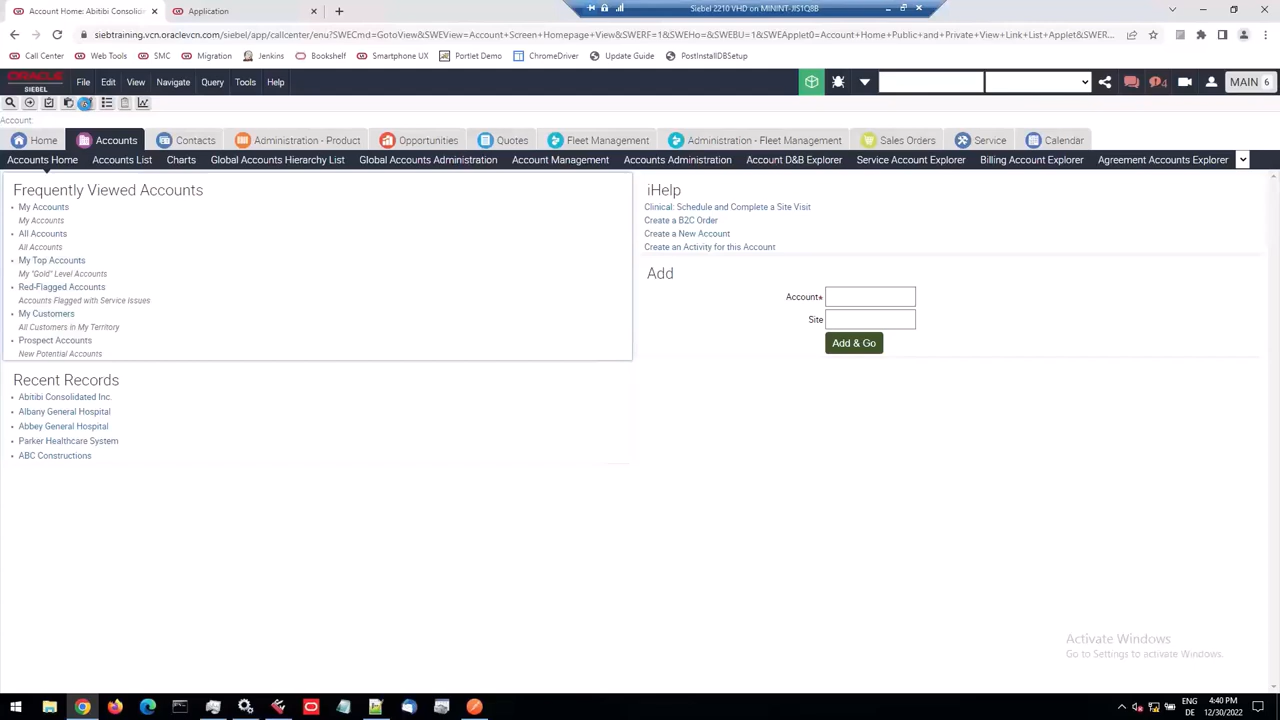 Account Home: Abitibi Consolid
Application
Siebel 2210 VHD on MININT-JIS1Q8B
siebtraining.vcn.oraclevcn.com/siebel/app/callcenter/enu?SWECmd=GotoView&SWEView=Account+Screen+Homepage+View&SWERF=1&SWEHo=&SWEBU=1&SWEApplet0=Account+Home+Public+and+Private+View+Link+List+Applet&SWER...
Call Center
Web Tools
SMC
Migration
Jenkins
Bookshelf
Smartphone UX
Portlet Demo
ChromeDriver
Update Guide
PostInstallDBSetup
ORACLE
SIEBEL
File
Edit
View
Navigate
Query
Tools
Help
4
MAIN 6
Account:
Home
Accounts
Contacts
Administration - Product
Opportunities
Quotes
Fleet Management
Administration - Fleet Management
Sales Orders
Service
Calendar
Accounts Home
Accounts List
Charts
Global Accounts Hierarchy List
Global Accounts Administration
Account Management
Accounts Administration
Account D&B Explorer
Service Account Explorer
Billing Account Explorer
Agreement Accounts Explorer
Frequently Viewed Accounts
My Accounts
My Accounts
All Accounts
All Accounts
My Top Accounts
My "Gold" Level Accounts
Red-Flagged Accounts
Accounts Flagged with Service Issues
My Customers
All Customers in My Territory
Prospect Accounts
New Potential Accounts
Recent Records
Abitibi Consolidated Inc.
Albany General Hospital
Abbey General Hospital
Parker Healthcare System
ABC Constructions
iHelp
Clinical: Schedule and Complete a Site Visit
Create a B2C Order
Create a New Account
Create an Activity for this Account
Add
Account*
Site
Add & Go
Activate Windows
Go to Settings to activate Windows.
ENG
DE
4:40 PM
12/30/2022